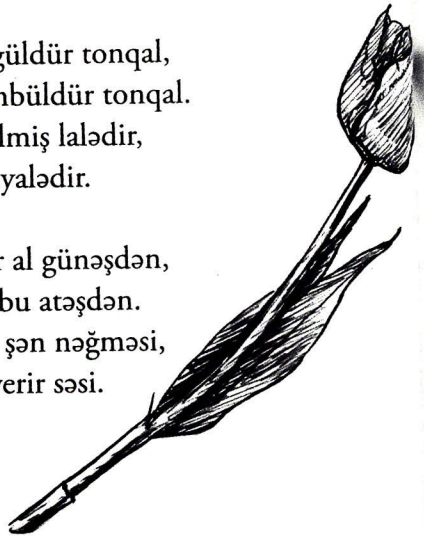 güldür tonqal,
nbüldür tonqal.
lmiş lalədir,
yalədir.

r al günəşdən,
bu atəşdən.
şən nəğməsi,
verir səsi.